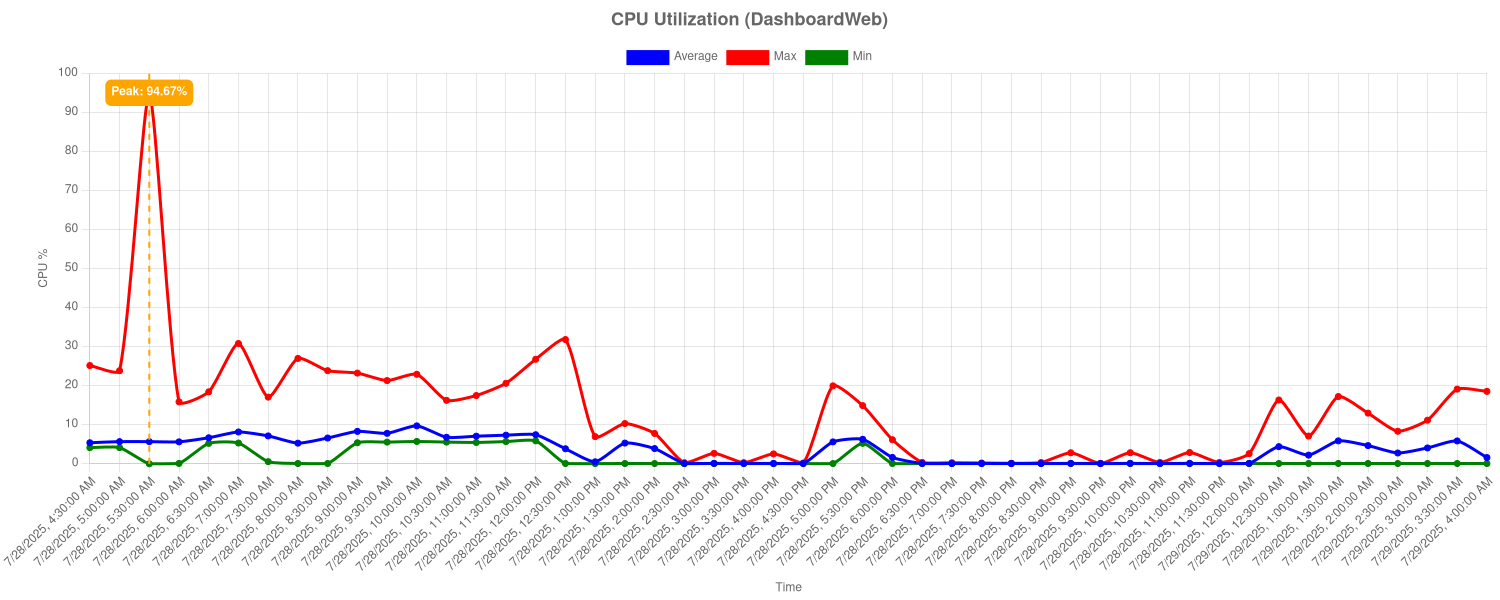 CPU Utilization (DashboardWeb)
Average Max Min
100
Peak: 94.67%
90
80
70
60
50
40
30
20
10
0
CPU %
7/28/2025, 4:30:00 AM
7/28/2025, 5:00:00 AM
7/28/2025, 5:30:00 AM
7/28/2025, 6:00:00 AM
7/28/2025, 6:30:00 AM
7/28/2025, 7:00:00 AM
7/28/2025, 7:30:00 AM
7/28/2025, 8:00:00 AM
7/28/2025, 8:30:00 AM
7/28/2025, 9:00:00 AM
7/28/2025, 9:30:00 AM
7/28/2025, 10:00:00 AM
7/28/2025, 10:30:00 AM
7/28/2025, 11:00:00 AM
7/28/2025, 11:30:00 AM
7/28/2025, 12:00:00 PM
7/28/2025, 12:30:00 PM
7/28/2025, 1:00:00 PM
7/28/2025, 1:30:00 PM
7/28/2025, 2:00:00 PM
7/28/2025, 2:30:00 PM
7/28/2025, 3:00:00 PM
7/28/2025, 3:30:00 PM
7/28/2025, 4:00:00 PM
7/28/2025, 4:30:00 PM
7/28/2025, 5:00:00 PM
7/28/2025, 5:30:00 PM
7/28/2025, 6:00:00 PM
7/28/2025, 6:30:00 PM
7/28/2025, 7:00:00 PM
7/28/2025, 7:30:00 PM
7/28/2025, 8:00:00 PM
7/28/2025, 8:30:00 PM
7/28/2025, 9:00:00 PM
7/28/2025, 9:30:00 PM
7/28/2025, 10:00:00 PM
7/28/2025, 10:30:00 PM
7/28/2025, 11:00:00 PM
7/28/2025, 11:30:00 PM
7/29/2025, 12:00:00 AM
7/29/2025, 12:30:00 AM
7/29/2025, 1:00:00 AM
7/29/2025, 1:30:00 AM
7/29/2025, 2:00:00 AM
7/29/2025, 2:30:00 AM
7/29/2025, 3:00:00 AM
7/29/2025, 3:30:00 AM
7/29/2025, 4:00:00 AM
Time